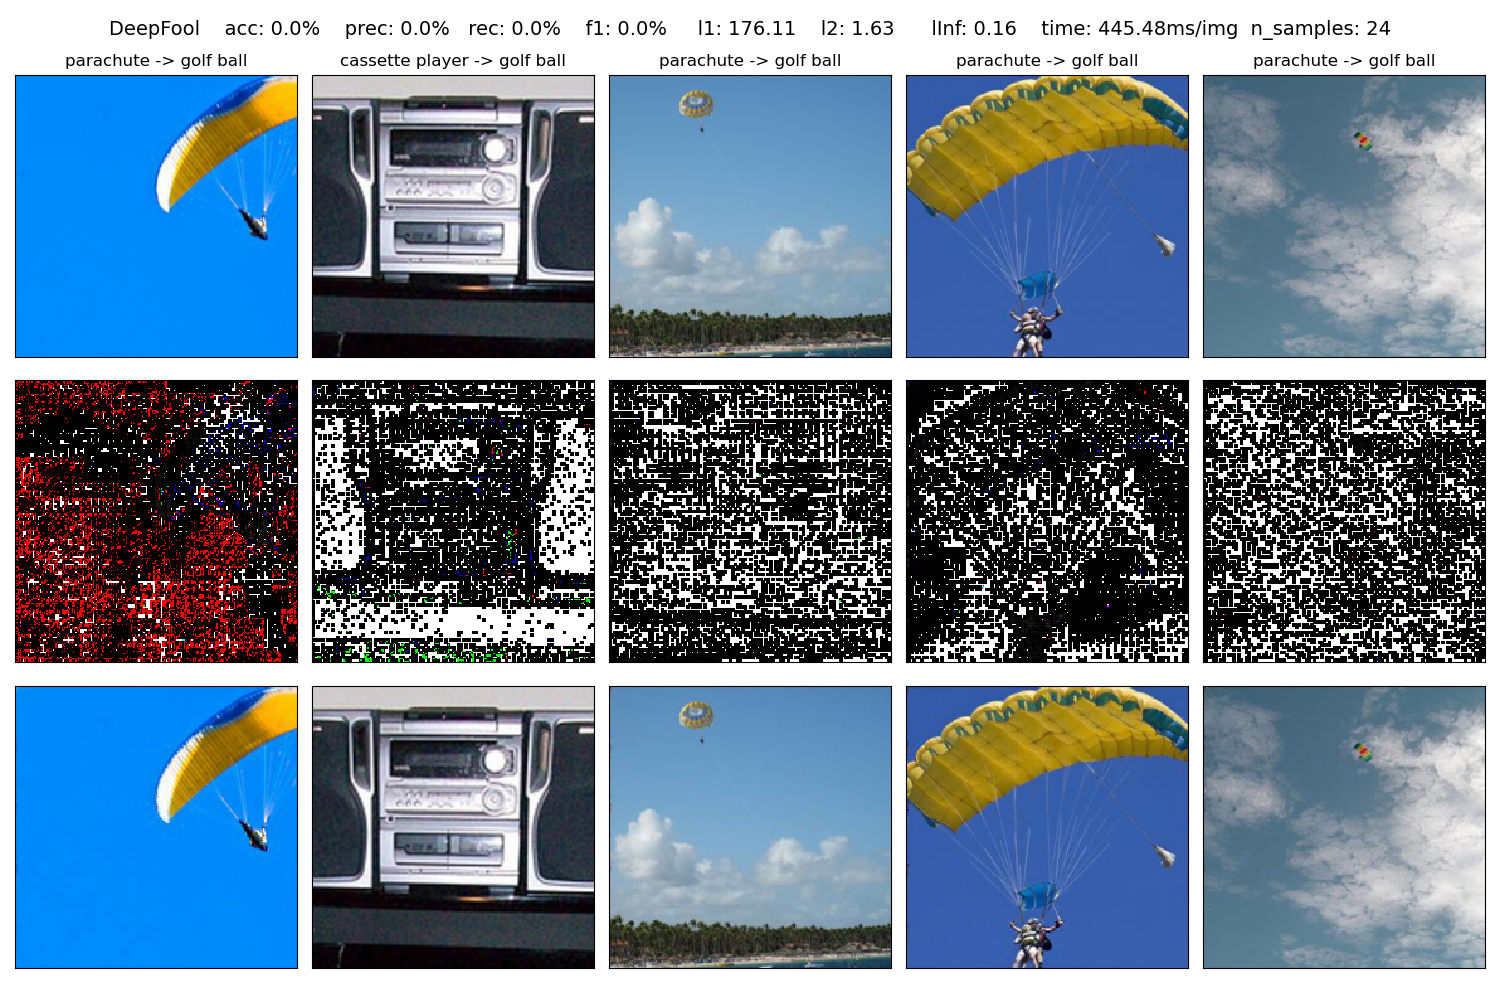 DeepFool acc: 0.0% prec: 0.0% rec: 0.0% f1: 0.0% l1: 176.11 l2: 1.63 lInf: 0.16 time: 445.48ms/img n_samples: 24
parachute -> golf ball
cassette player -> golf ball
parachute -> golf ball
parachute -> golf ball
parachute -> golf ball